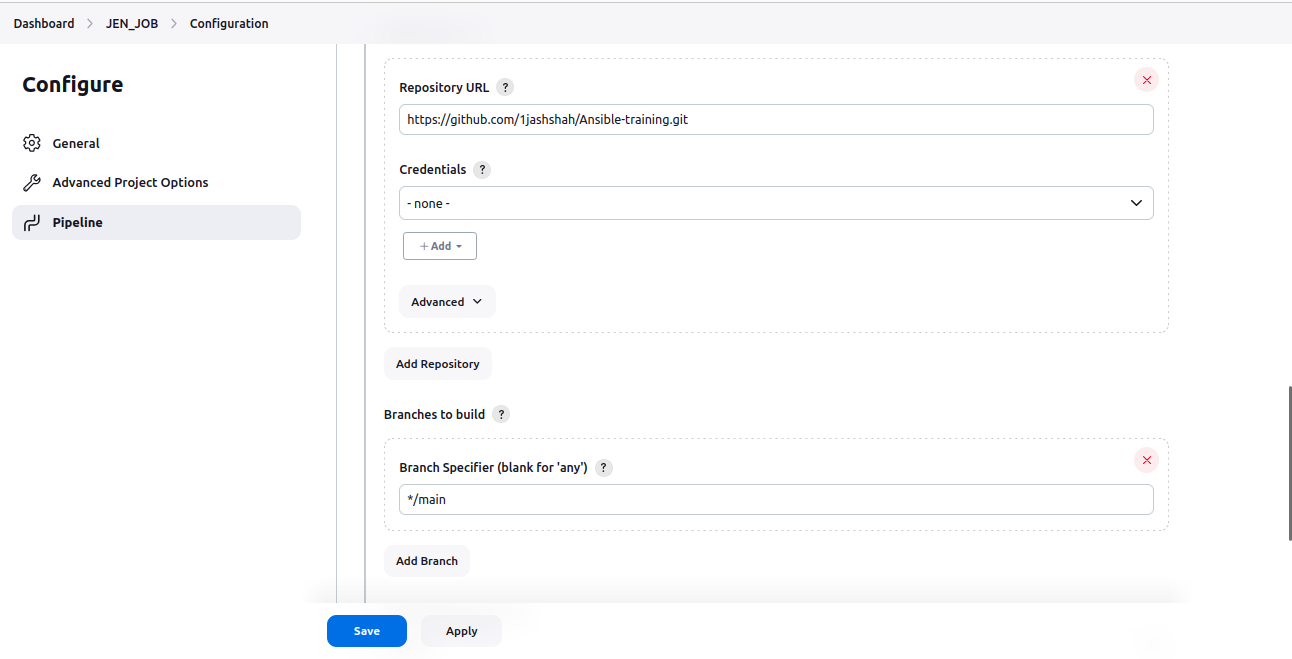 Dashboard > JEN_JOB > Configuration
Configure
General
Advanced Project Options
Pipeline
Repository URL ?
https://github.com/1jashshah/Ansible-training.git
Credentials ?
- none -
+ Add
Advanced
Add Repository
Branches to build ?
Branch Specifier (blank for 'any') ?
*/main
Add Branch
Save
Apply